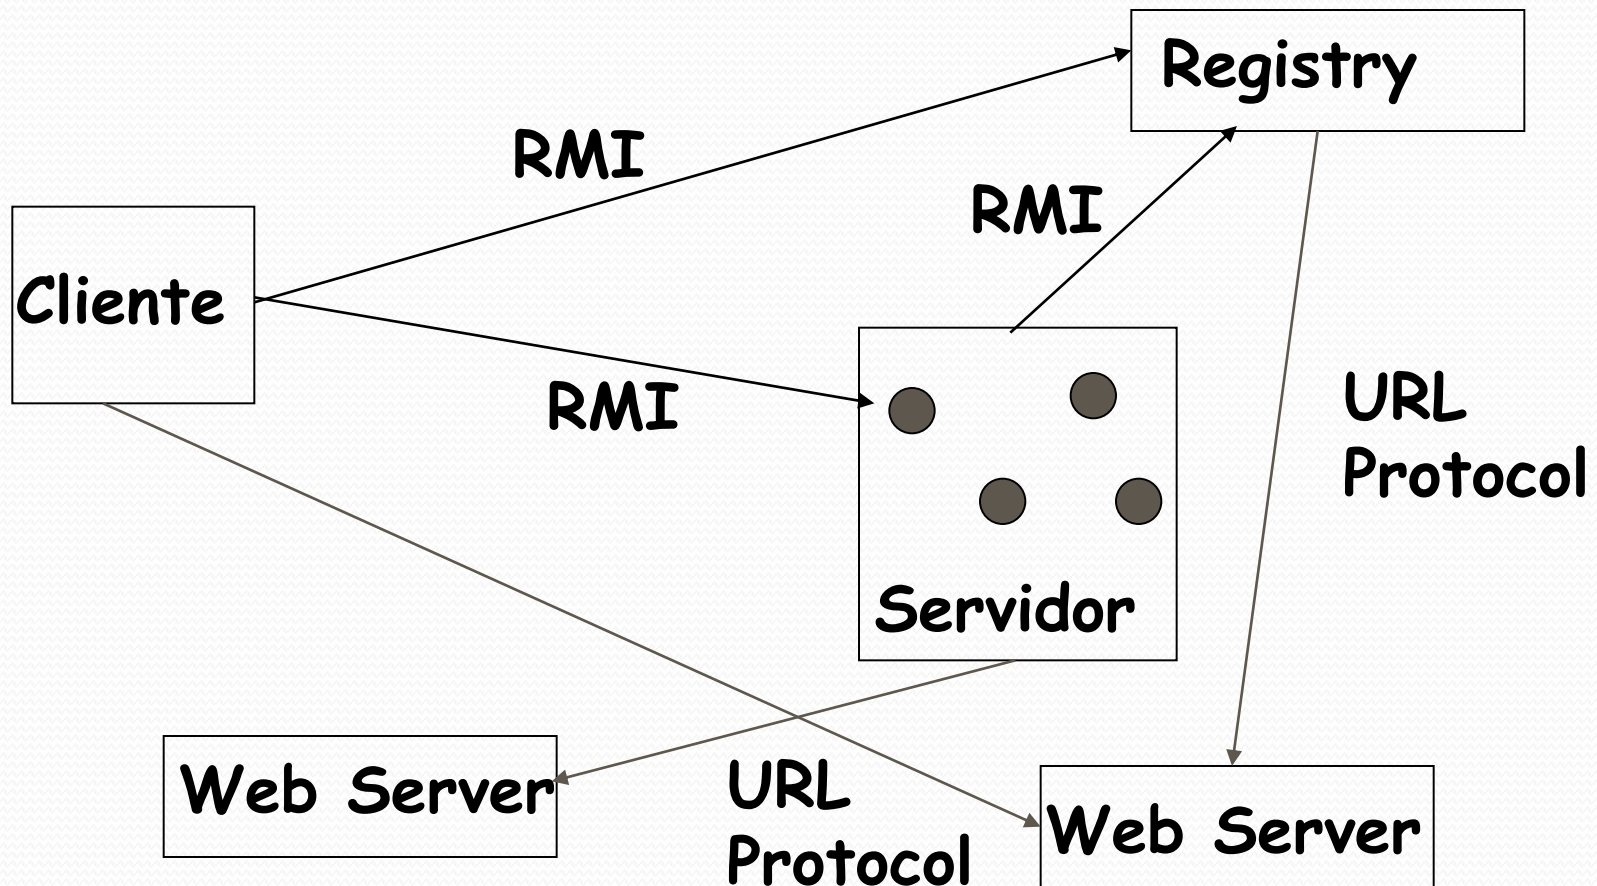 Registry
RMI
RMI
Cliente
RMI
URL
Protocol
Servidor
Web Server
URL
Protocol
Web Server